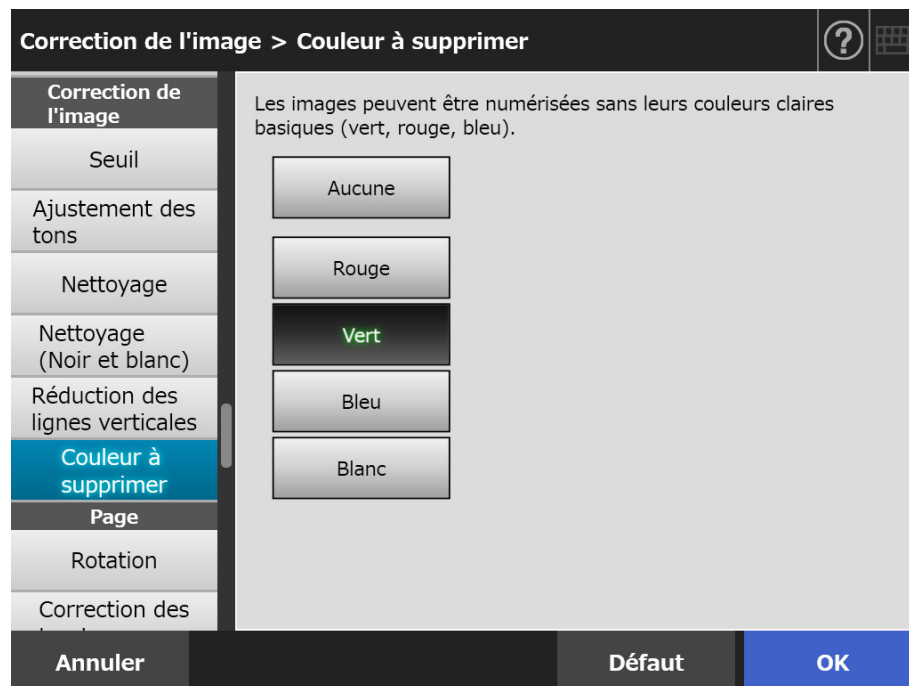 Correction de l'image > Couleur à supprimer
?
Correction de
l'image
Seuil
Ajustement des
tons
Nettoyage
Nettoyage
(Noir et blanc)
Réduction des
lignes verticales
Couleur à
supprimer
Page
Rotation
Correction des
Les images peuvent être numérisées sans leurs couleurs claires
basiques (vert, rouge, bleu).
Aucune
Rouge
Vert
Bleu
Blanc
Annuler
Défaut
OK